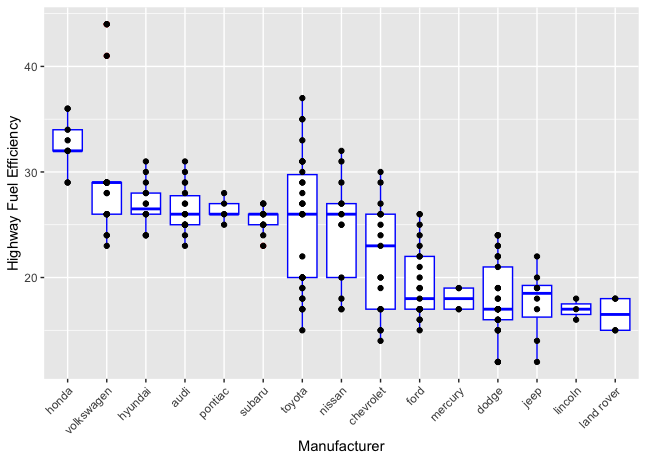 Highway Fuel Efficiency
40
30
20
honda
volkswagen
hyundai
audi
pontiac
subaru
toyota
nissan
chevrolet
ford
mercury
dodge
jeep
lincoln
land rover
Manufacturer